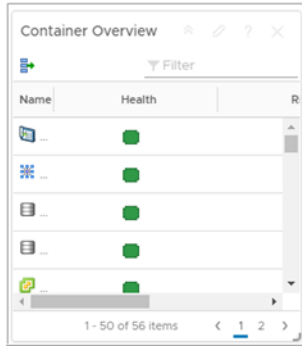 Container Overview ?
Filter
Name Health R
...
...
...
...
...
1 - 50 of 56 items 1 2